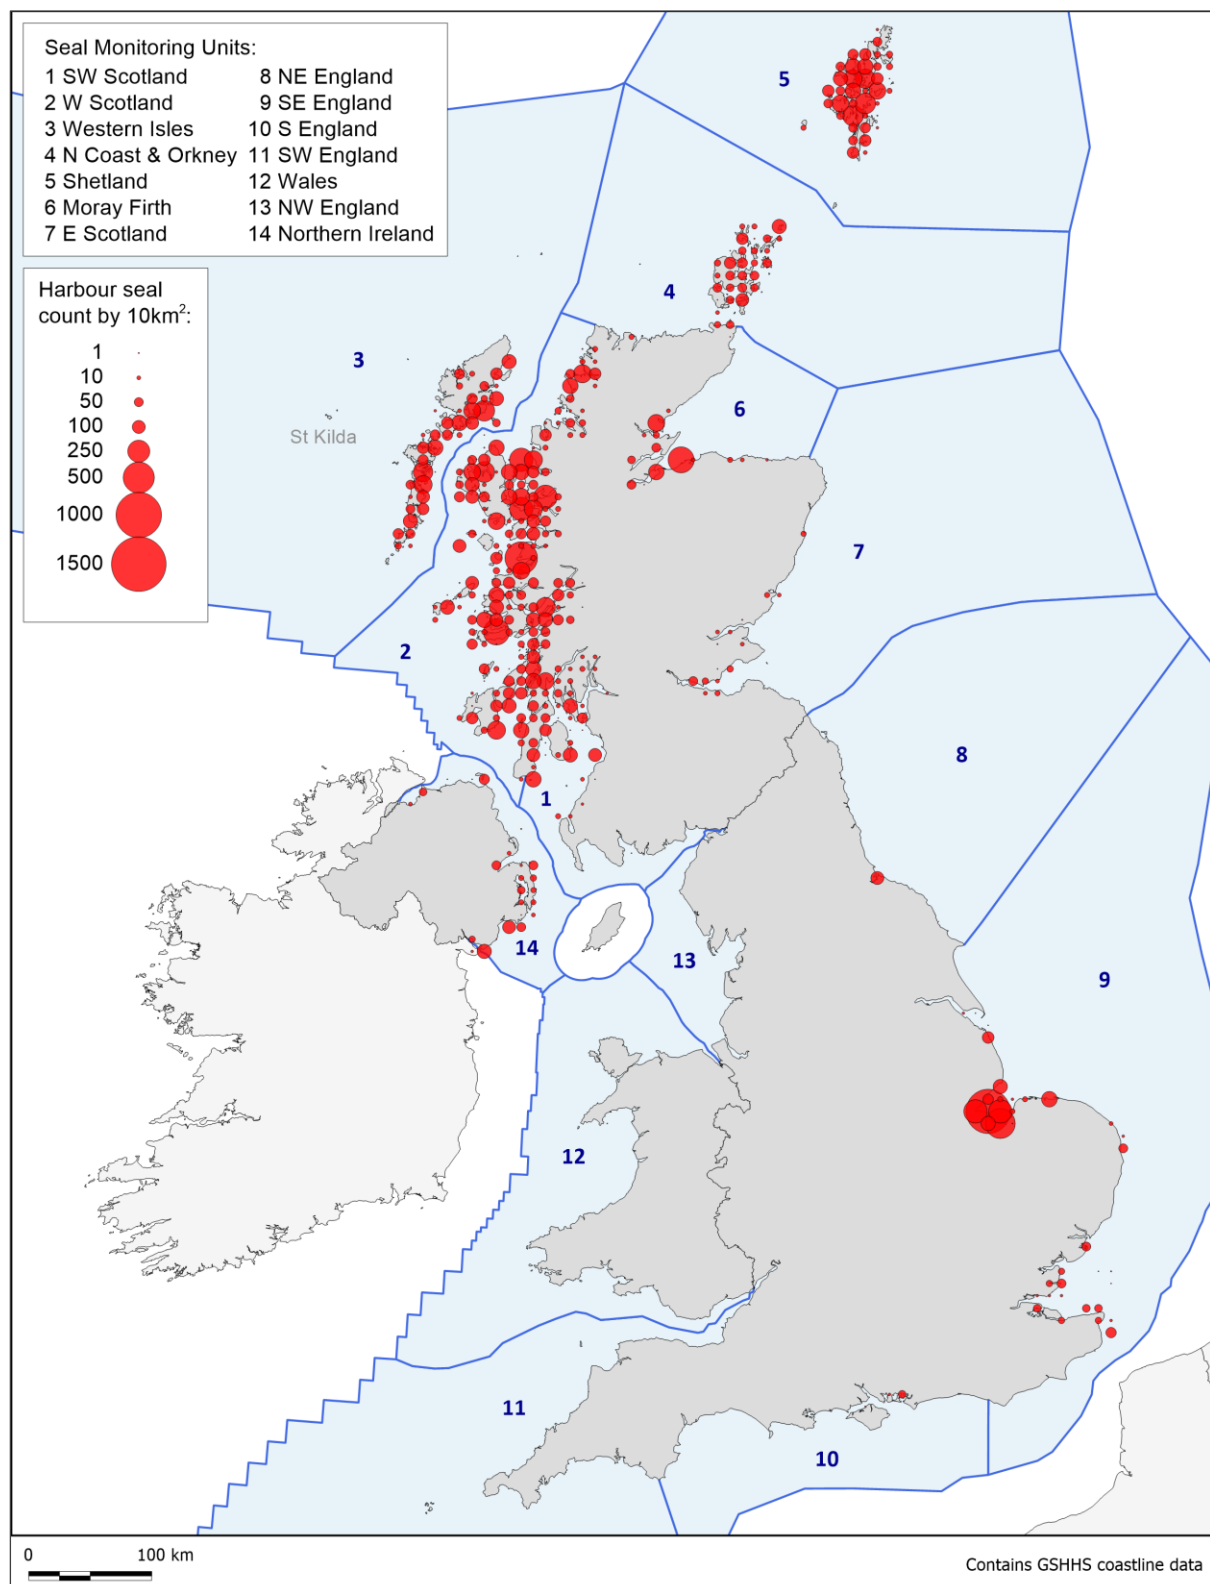 Seal Monitoring Units:
1 SW Scotland 8 NE England
2 W Scotland 9 SE England
3 Western Isles 10 S England
4 N Coast & Orkney 11 SW England
5 Shetland 12 Wales
6 Moray Firth 13 NW England
7 E Scotland 14 Northern Ireland
Harbour seal
count by 10km²:
1
10
50
100
250
500
1000
1500
5
4
3
6
St Kilda
7
2
8
1
14
13
9
12
11
10
0 100 km
Contains GSHHS coastline data